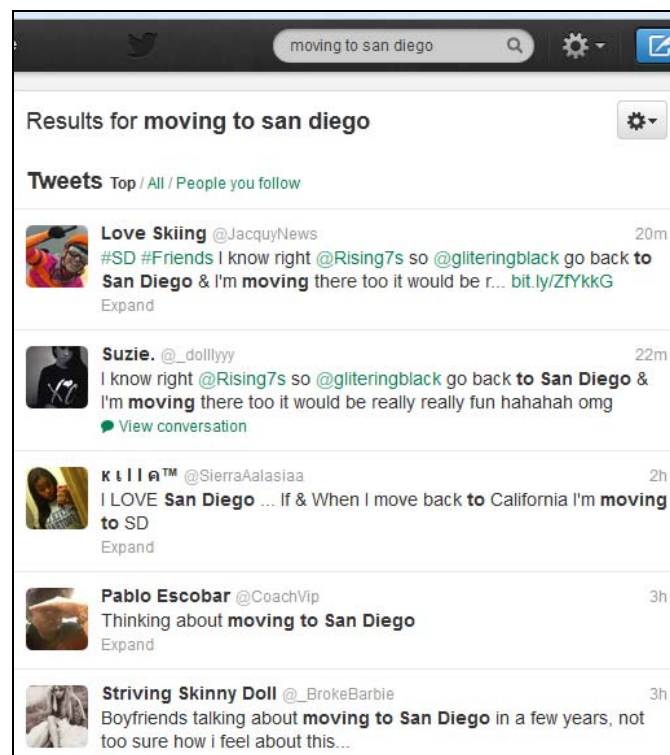 e
moving to san diego
Results for moving to san diego
Tweets Top / All / People you follow
Love Skiing @JacquyNews 20m
#SD #Friends I know right @Rising7s so @gliteringblack go back to
San Diego & I'm moving there too it would be r... bit.ly/ZfYkkG
Expand
Suzie. @_dolllyyy 22m
I know right @Rising7s so @gliteringblack go back to San Diego &
I'm moving there too it would be really really fun hahahah omg
View conversation
к ɩ l l ค™ @SierraAalasiaa 2h
I LOVE San Diego ... If & When I move back to California I'm moving
to SD
Expand
Pablo Escobar @CoachVip 3h
Thinking about moving to San Diego
Expand
Striving Skinny Doll @_BrokeBarbie 3h
Boyfriends talking about moving to San Diego in a few years, not
too sure how i feel about this...